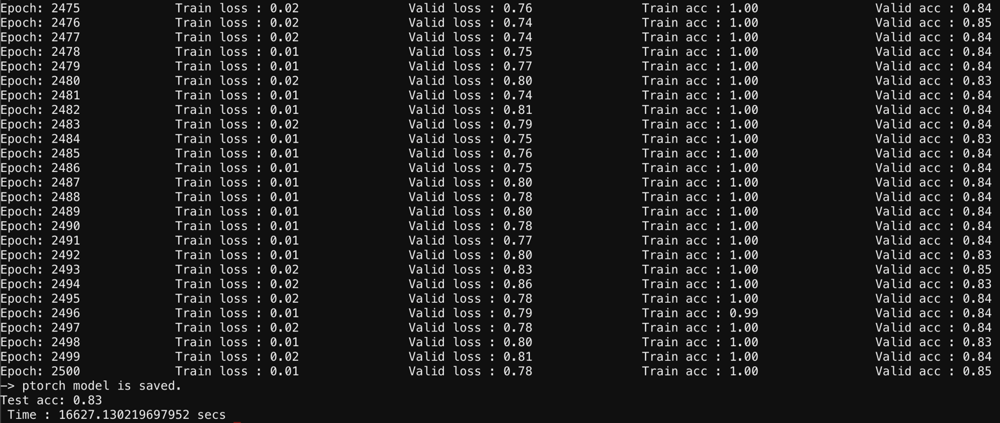 Epoch: 2475 Train loss : 0.02 Valid loss : 0.76 Train acc : 1.00 Valid acc : 0.84
Epoch: 2476 Train loss : 0.02 Valid loss : 0.74 Train acc : 1.00 Valid acc : 0.85
Epoch: 2477 Train loss : 0.02 Valid loss : 0.74 Train acc : 1.00 Valid acc : 0.84
Epoch: 2478 Train loss : 0.01 Valid loss : 0.75 Train acc : 1.00 Valid acc : 0.84
Epoch: 2479 Train loss : 0.01 Valid loss : 0.77 Train acc : 1.00 Valid acc : 0.84
Epoch: 2480 Train loss : 0.02 Valid loss : 0.80 Train acc : 1.00 Valid acc : 0.83
Epoch: 2481 Train loss : 0.01 Valid loss : 0.74 Train acc : 1.00 Valid acc : 0.84
Epoch: 2482 Train loss : 0.01 Valid loss : 0.81 Train acc : 1.00 Valid acc : 0.84
Epoch: 2483 Train loss : 0.02 Valid loss : 0.79 Train acc : 1.00 Valid acc : 0.84
Epoch: 2484 Train loss : 0.01 Valid loss : 0.75 Train acc : 1.00 Valid acc : 0.83
Epoch: 2485 Train loss : 0.01 Valid loss : 0.76 Train acc : 1.00 Valid acc : 0.84
Epoch: 2486 Train loss : 0.01 Valid loss : 0.75 Train acc : 1.00 Valid acc : 0.84
Epoch: 2487 Train loss : 0.01 Valid loss : 0.80 Train acc : 1.00 Valid acc : 0.84
Epoch: 2488 Train loss : 0.01 Valid loss : 0.78 Train acc : 1.00 Valid acc : 0.84
Epoch: 2489 Train loss : 0.01 Valid loss : 0.80 Train acc : 1.00 Valid acc : 0.84
Epoch: 2490 Train loss : 0.01 Valid loss : 0.78 Train acc : 1.00 Valid acc : 0.84
Epoch: 2491 Train loss : 0.01 Valid loss : 0.77 Train acc : 1.00 Valid acc : 0.84
Epoch: 2492 Train loss : 0.01 Valid loss : 0.80 Train acc : 1.00 Valid acc : 0.83
Epoch: 2493 Train loss : 0.02 Valid loss : 0.83 Train acc : 1.00 Valid acc : 0.85
Epoch: 2494 Train loss : 0.02 Valid loss : 0.86 Train acc : 1.00 Valid acc : 0.83
Epoch: 2495 Train loss : 0.02 Valid loss : 0.78 Train acc : 1.00 Valid acc : 0.84
Epoch: 2496 Train loss : 0.01 Valid loss : 0.79 Train acc : 0.99 Valid acc : 0.84
Epoch: 2497 Train loss : 0.02 Valid loss : 0.78 Train acc : 1.00 Valid acc : 0.84
Epoch: 2498 Train loss : 0.01 Valid loss : 0.80 Train acc : 1.00 Valid acc : 0.83
Epoch: 2499 Train loss : 0.02 Valid loss : 0.81 Train acc : 1.00 Valid acc : 0.84
Epoch: 2500 Train loss : 0.01 Valid loss : 0.78 Train acc : 1.00 Valid acc : 0.85
—> ptorch model is saved.
Test acc: 0.83
Time : 16627.130219697952 secs